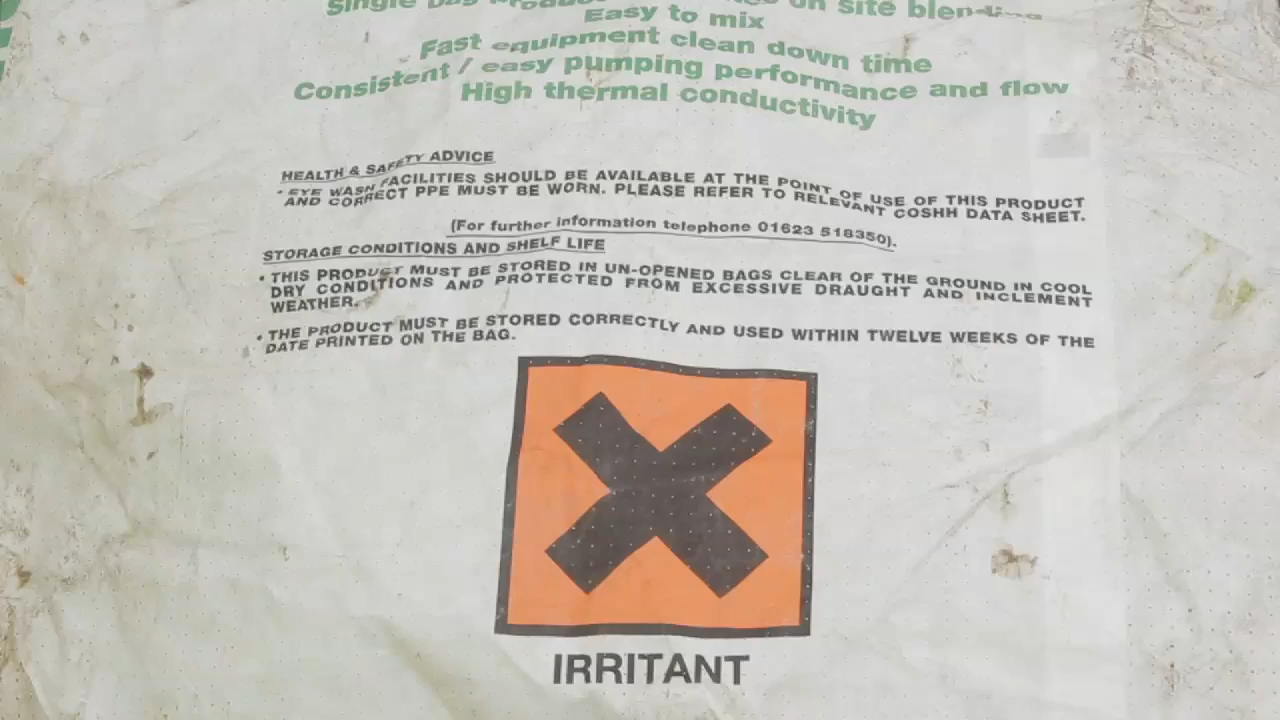 Single bag on site blending
Easy to mix
Fast equipment clean down time
Consistent / easy pumping performance and flow
High thermal conductivity
HEALTH & SAFETY ADVICE
• EYE WASH FACILITIES SHOULD BE AVAILABLE AT THE POINT OF USE OF THIS PRODUCT
AND CORRECT PPE MUST BE WORN. PLEASE REFER TO RELEVANT COSHH DATA SHEET.
(For further information telephone 01623 518350).
STORAGE CONDITIONS AND SHELF LIFE
• THIS PRODUCT MUST BE STORED IN UN-OPENED BAGS CLEAR OF THE GROUND IN COOL
DRY CONDITIONS AND PROTECTED FROM EXCESSIVE DRAUGHT AND INCLEMENT
WEATHER.
• THE PRODUCT MUST BE STORED CORRECTLY AND USED WITHIN TWELVE WEEKS OF THE
DATE PRINTED ON THE BAG.
IRRITANT